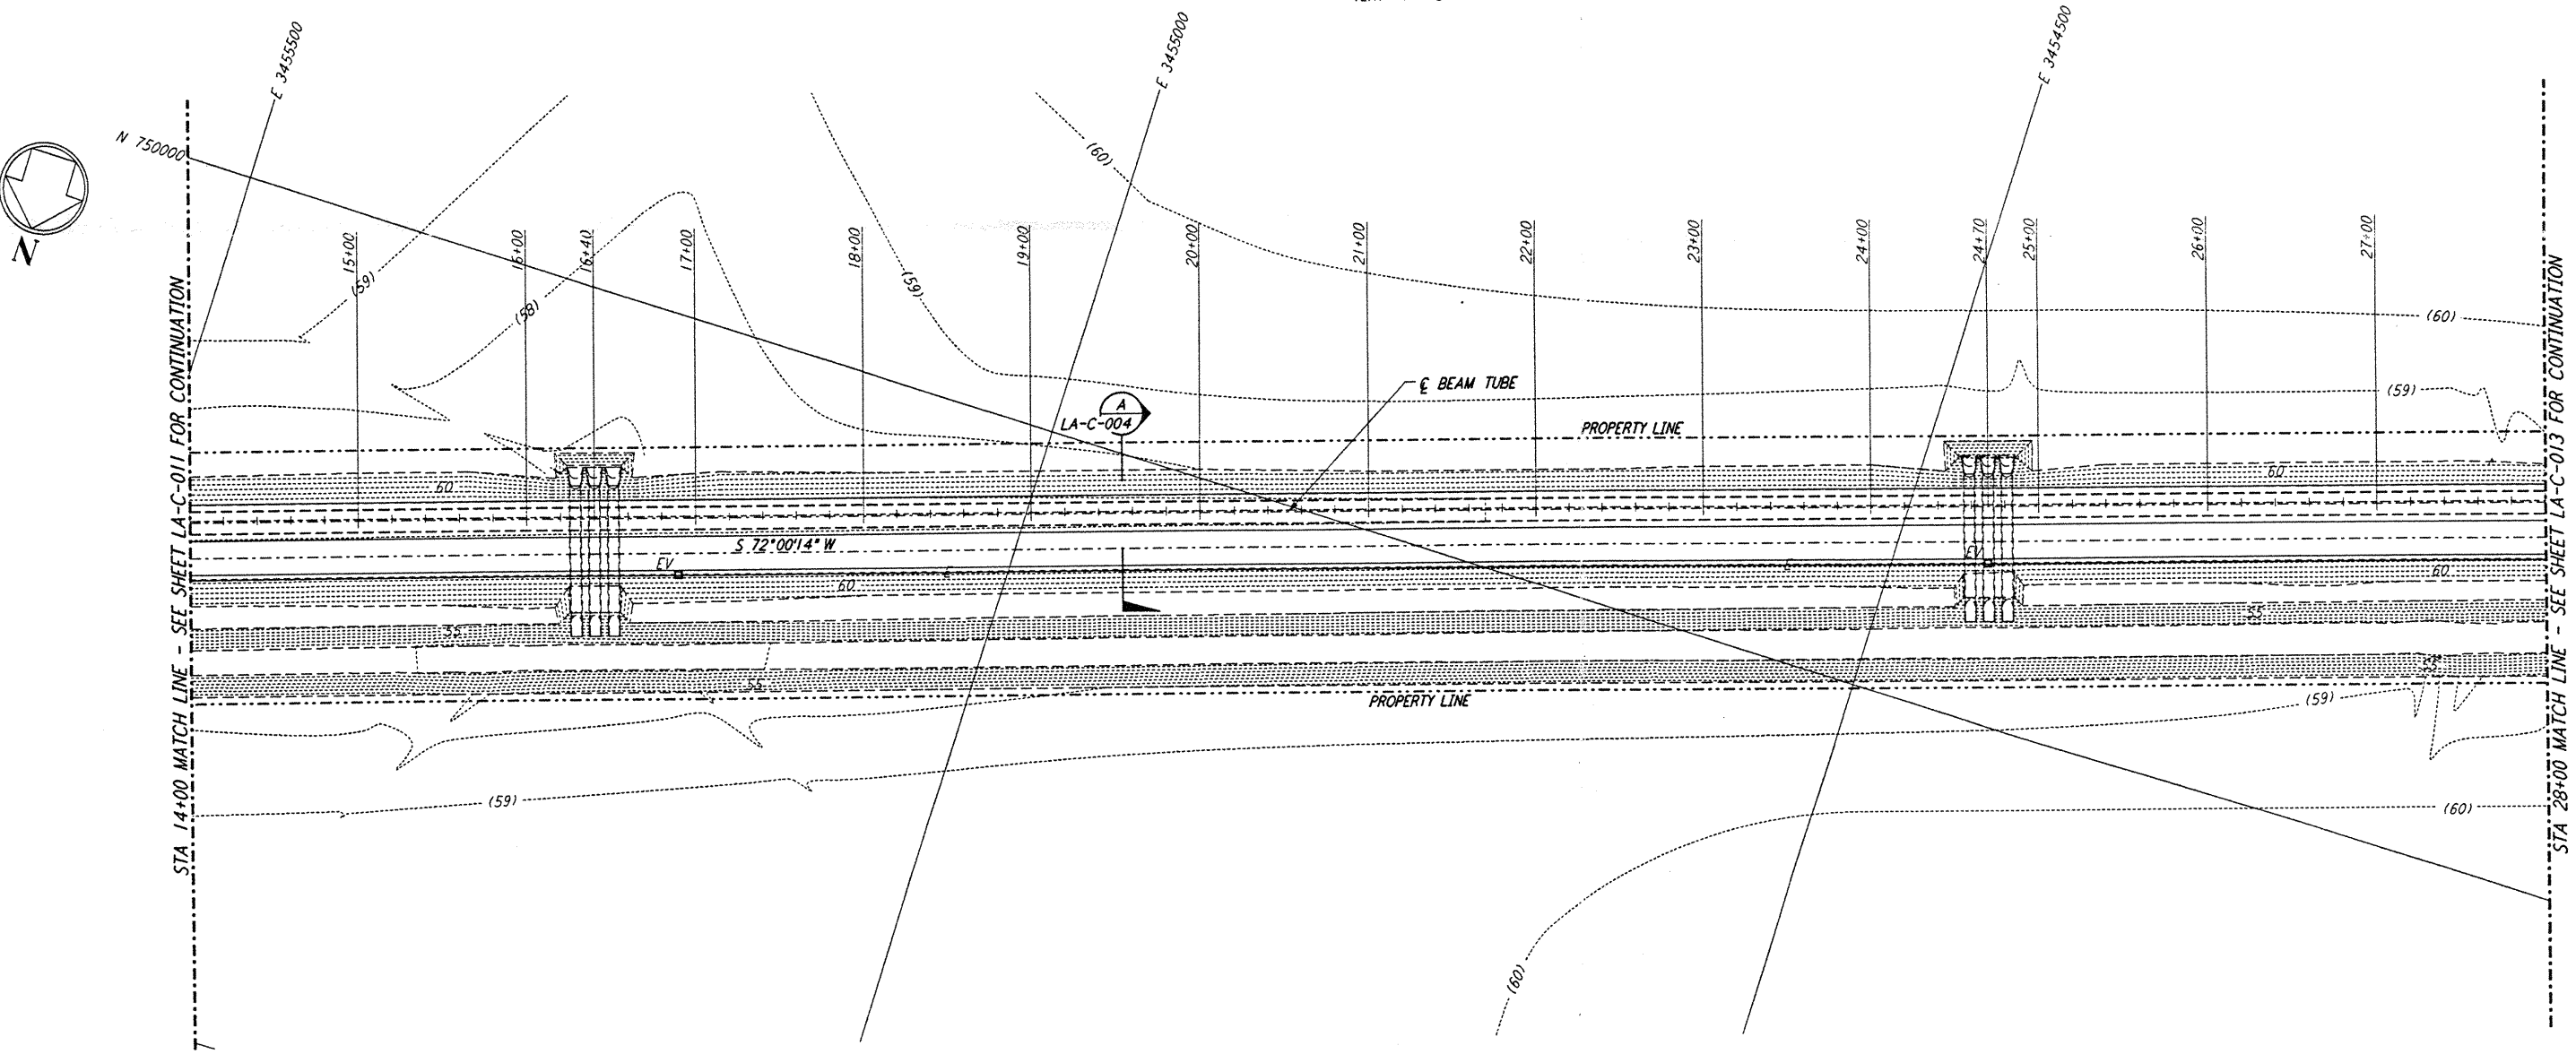 E 3455500
E 3455000
E 3454500
N 750000
N
(60)
(59)
(58)
(59)
15+00
16+00
16+40
17+00
18+00
19+00
20+00
21+00
22+00
23+00
24+00
24+70
25+00
26+00
27+00
(60)
(59)
℄ BEAM TUBE
A
LA-C-004
PROPERTY LINE
60
60
S 72°00'14" W
EV
E
E
EV
60
60
55
55
55
55
PROPERTY LINE
(59)
(59)
(60)
(60)
STA 14+00 MATCH LINE - SEE SHEET LA-C-011 FOR CONTINUATION
STA 28+00 MATCH LINE - SEE SHEET LA-C-013 FOR CONTINUATION